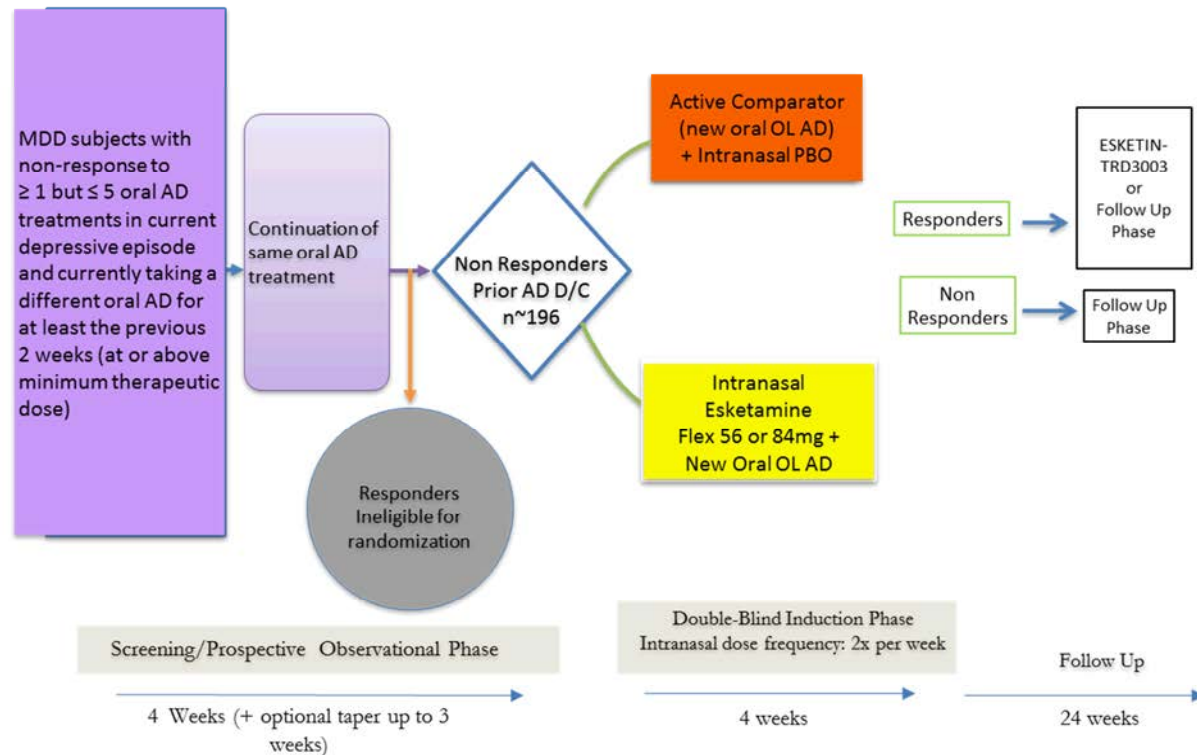 MDD subjects with
non-response to
≥ 1 but ≤ 5 oral AD
treatments in current
depressive episode
and currently taking a
different oral AD for
at least the previous
2 weeks (at or above
minimum therapeutic
dose)
Continuation of
same oral AD
treatment
Responders
Ineligible for
randomization
Non Responders
Prior AD D/C
n~196
Active Comparator
(new oral OL AD)
+ Intranasal PBO
Intranasal
Esketamine
Flex 56 or 84mg +
New Oral OL AD
Responders
ESKETIN-
TRD3003
or
Follow Up
Phase
Non
Responders
Follow Up
Phase
Screening/Prospective Observational Phase
4 Weeks (+ optional taper up to 3
weeks)
Double-Blind Induction Phase
Intranasal dose frequency: 2x per week
4 weeks
Follow Up
24 weeks